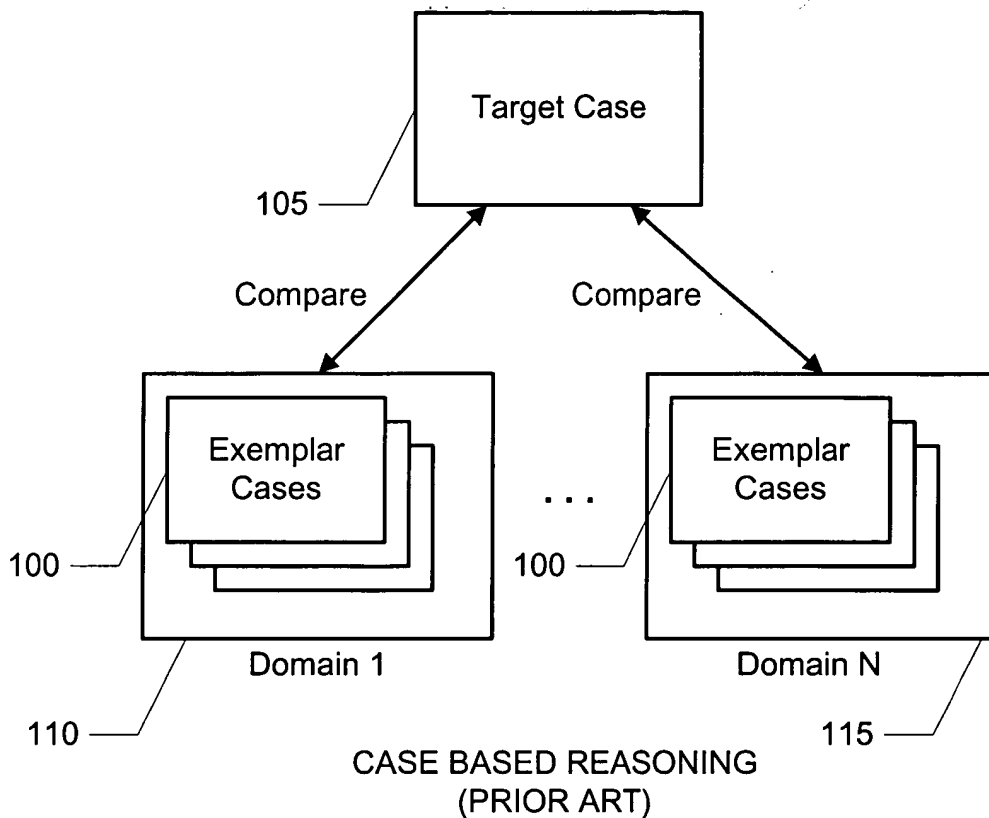 Target Case
105
Compare
Compare
Exemplar
Cases
Exemplar
Cases
. . .
100
100
Domain 1
Domain N
110
115
CASE BASED REASONING
(PRIOR ART)